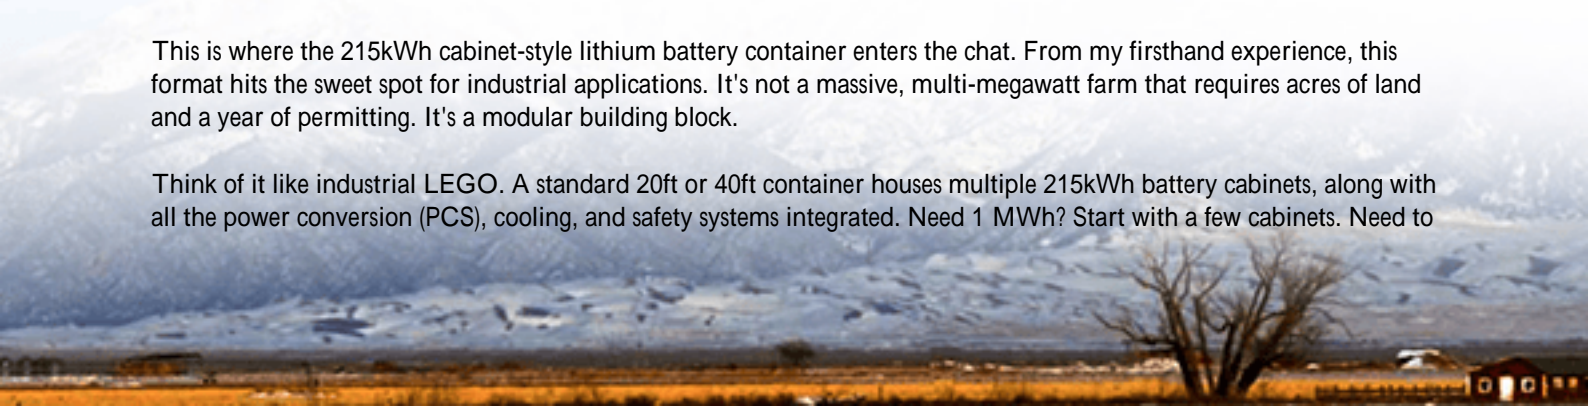 This is where the 215kWh cabinet-style lithium battery container enters the chat. From my firsthand experience, this
format hits the sweet spot for industrial applications. It's not a massive, multi-megawatt farm that requires acres of land
and a year of permitting. It's a modular building block.
Think of it like industrial LEGO. A standard 20ft or 40ft container houses multiple 215kWh battery cabinets, along with
all the power conversion (PCS), cooling, and safety systems integrated. Need 1 MWh? Start with a few cabinets. Need to